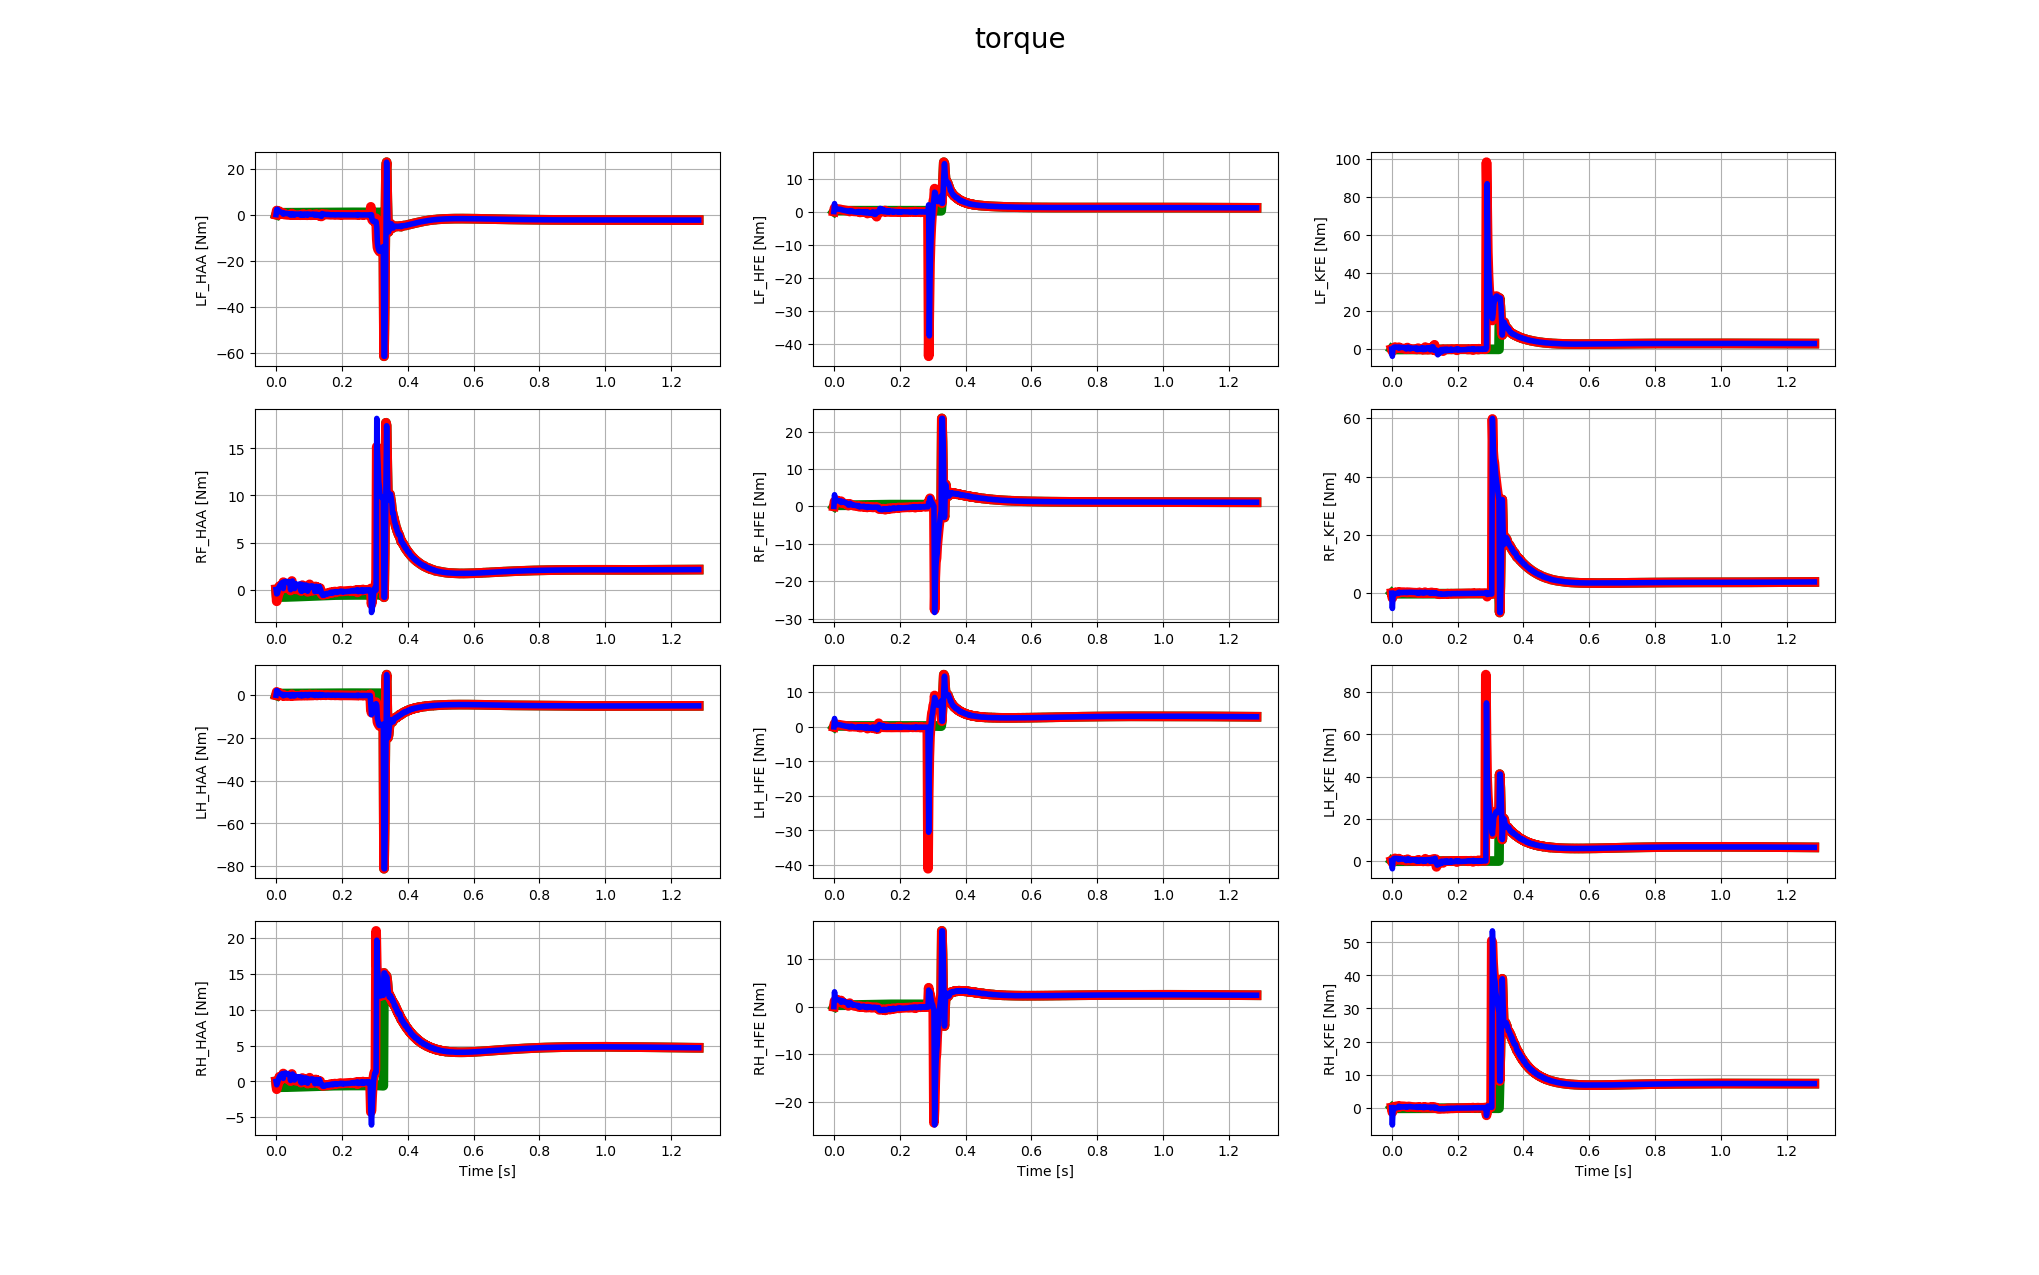 torque
LF_HAA [Nm]
20
0
−20
−40
−60
0.0 0.2 0.4 0.6 0.8 1.0 1.2
LF_HFE [Nm]
10
0
−10
−20
−30
−40
0.0 0.2 0.4 0.6 0.8 1.0 1.2
LF_KFE [Nm]
100
80
60
40
20
0
0.0 0.2 0.4 0.6 0.8 1.0 1.2
RF_HAA [Nm]
15
10
5
0
0.0 0.2 0.4 0.6 0.8 1.0 1.2
RF_HFE [Nm]
20
10
0
−10
−20
−30
0.0 0.2 0.4 0.6 0.8 1.0 1.2
RF_KFE [Nm]
60
40
20
0
0.0 0.2 0.4 0.6 0.8 1.0 1.2
LH_HAA [Nm]
0
−20
−40
−60
−80
0.0 0.2 0.4 0.6 0.8 1.0 1.2
LH_HFE [Nm]
10
0
−10
−20
−30
−40
0.0 0.2 0.4 0.6 0.8 1.0 1.2
LH_KFE [Nm]
80
60
40
20
0
0.0 0.2 0.4 0.6 0.8 1.0 1.2
RH_HAA [Nm]
20
15
10
5
0
−5
0.0 0.2 0.4 0.6 0.8 1.0 1.2
Time [s]
RH_HFE [Nm]
10
0
−10
−20
0.0 0.2 0.4 0.6 0.8 1.0 1.2
Time [s]
RH_KFE [Nm]
50
40
30
20
10
0
0.0 0.2 0.4 0.6 0.8 1.0 1.2
Time [s]